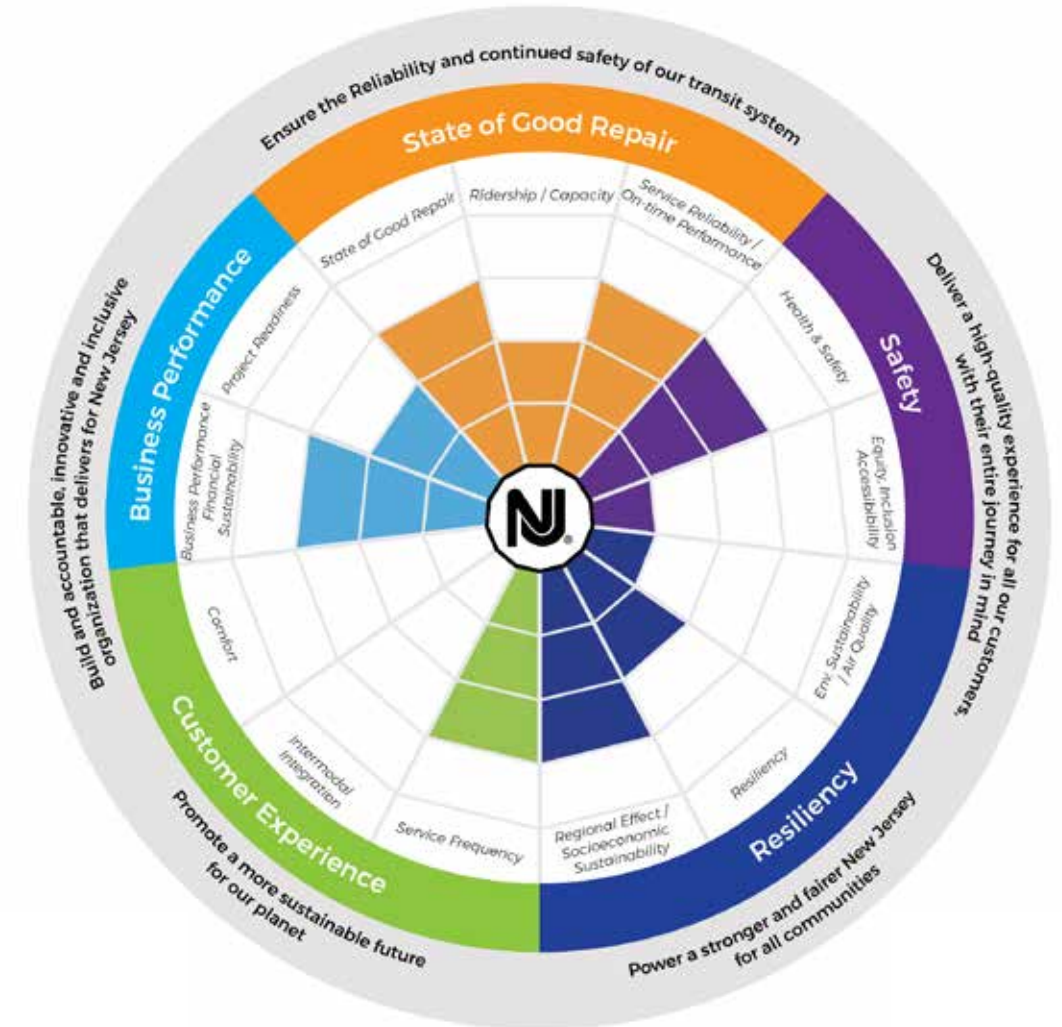 Ensure the Reliability and continued safety of our transit system
State of Good Repair
State of Good Repair
Ridership / Capacity
Service Reliability /
On-time Performance
Deliver a high-quality experience for all our customers,
with their entire journey in mind
Safety
Health & Safety
Equity, Inclusion
Accessibibility
Power a stronger and fairer New Jersey
for all communities
Resiliency
Env. Sustainability
/ Air Quality
Resiliency
Regional Effect /
Socioeconomic
Sustainability
Promote a more sustainable future
for our planet
Customer Experience
Service Frequency
Intermodal
Integration
Comfort
Build and accountable, innovative and inclusive
organization that delivers for New Jersey
Business Performance
Business Performance
Financial
Sustainability
Project Readiness
NJ
®